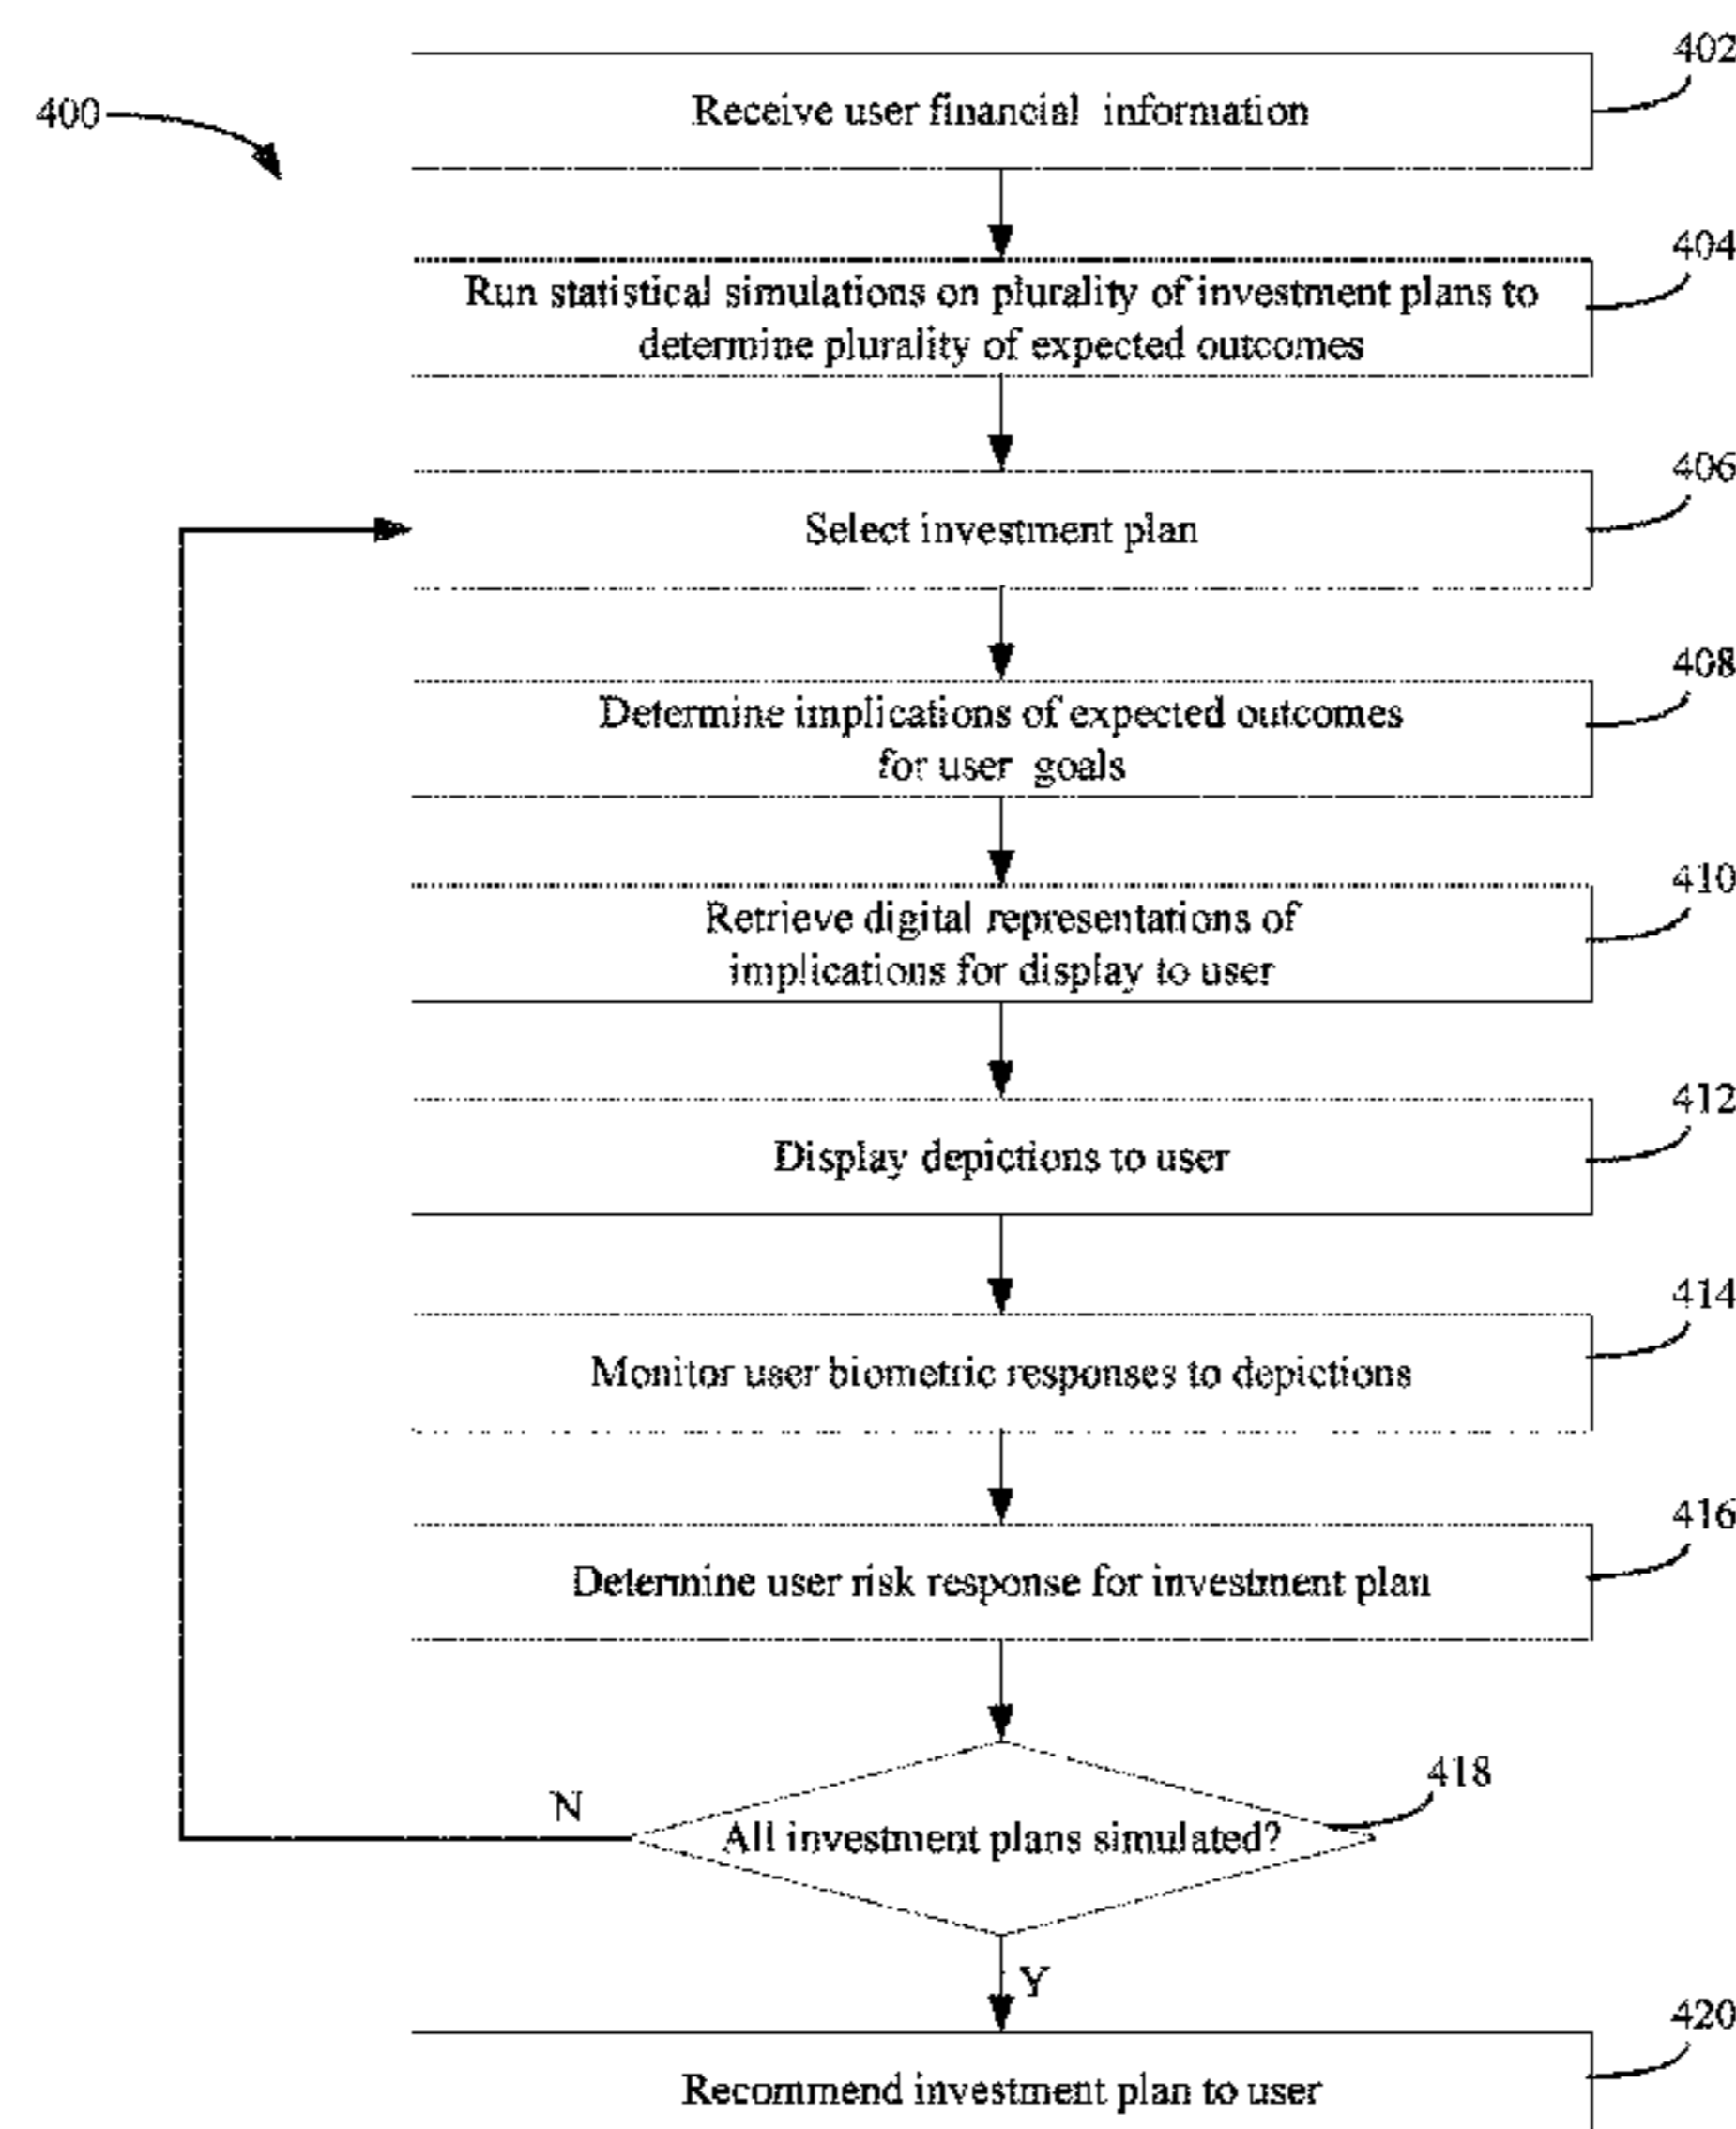 400
402
Receive user financial information
404
Run statistical simulations on plurality of investment plans to
determine plurality of expected outcomes
406
Select investment plan
408
Determine implications of expected outcomes
for user goals
410
Retrieve digital representations of
implications for display to user
412
Display depictions to user
414
Monitor user biometric responses to depictions
416
Determine user risk response for investment plan
418
All investment plans simulated?
N
Y
420
Recommend investment plan to user